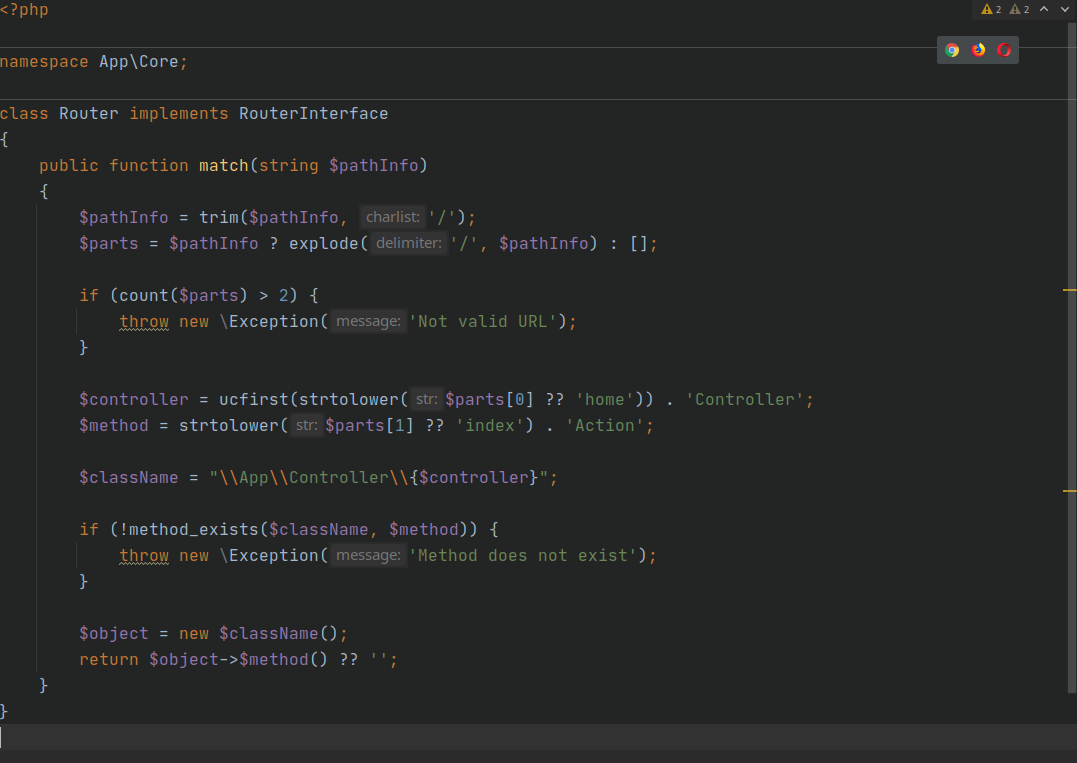 <?php
2 2
namespace App\Core;
class Router implements RouterInterface
{
public function match(string $pathInfo)
{
$pathInfo = trim($pathInfo, charlist: '/');
$parts = $pathInfo ? explode( delimiter: '/', $pathInfo) : [];
if (count($parts) > 2) {
throw new \Exception( message: 'Not valid URL');
}
$controller = ucfirst(strtolower( str: $parts[0] ?? 'home')) . 'Controller';
$method = strtolower( str: $parts[1] ?? 'index') . 'Action';
$className = "\\App\\Controller\\{$controller}";
if (!method_exists($className, $method)) {
throw new \Exception( message: 'Method does not exist');
}
$object = new $className();
return $object->$method() ?? '';
}
}